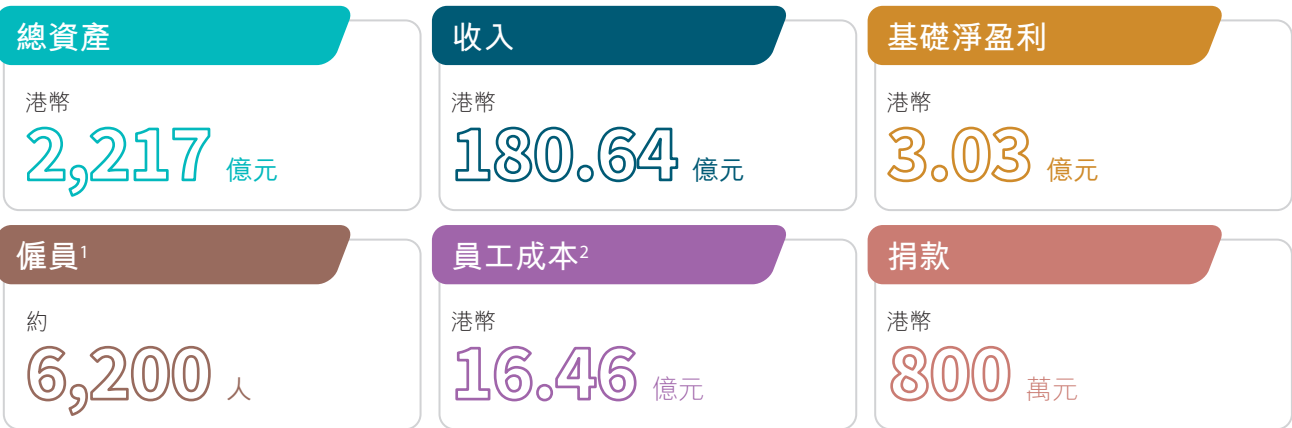 總資產
港幣
2,217 億元
收入
港幣
180.64 億元
基礎淨盈利
港幣
3.03 億元
僱員1
約
6,200 人
員工成本2
港幣
16.46 億元
捐款
港幣
800 萬元